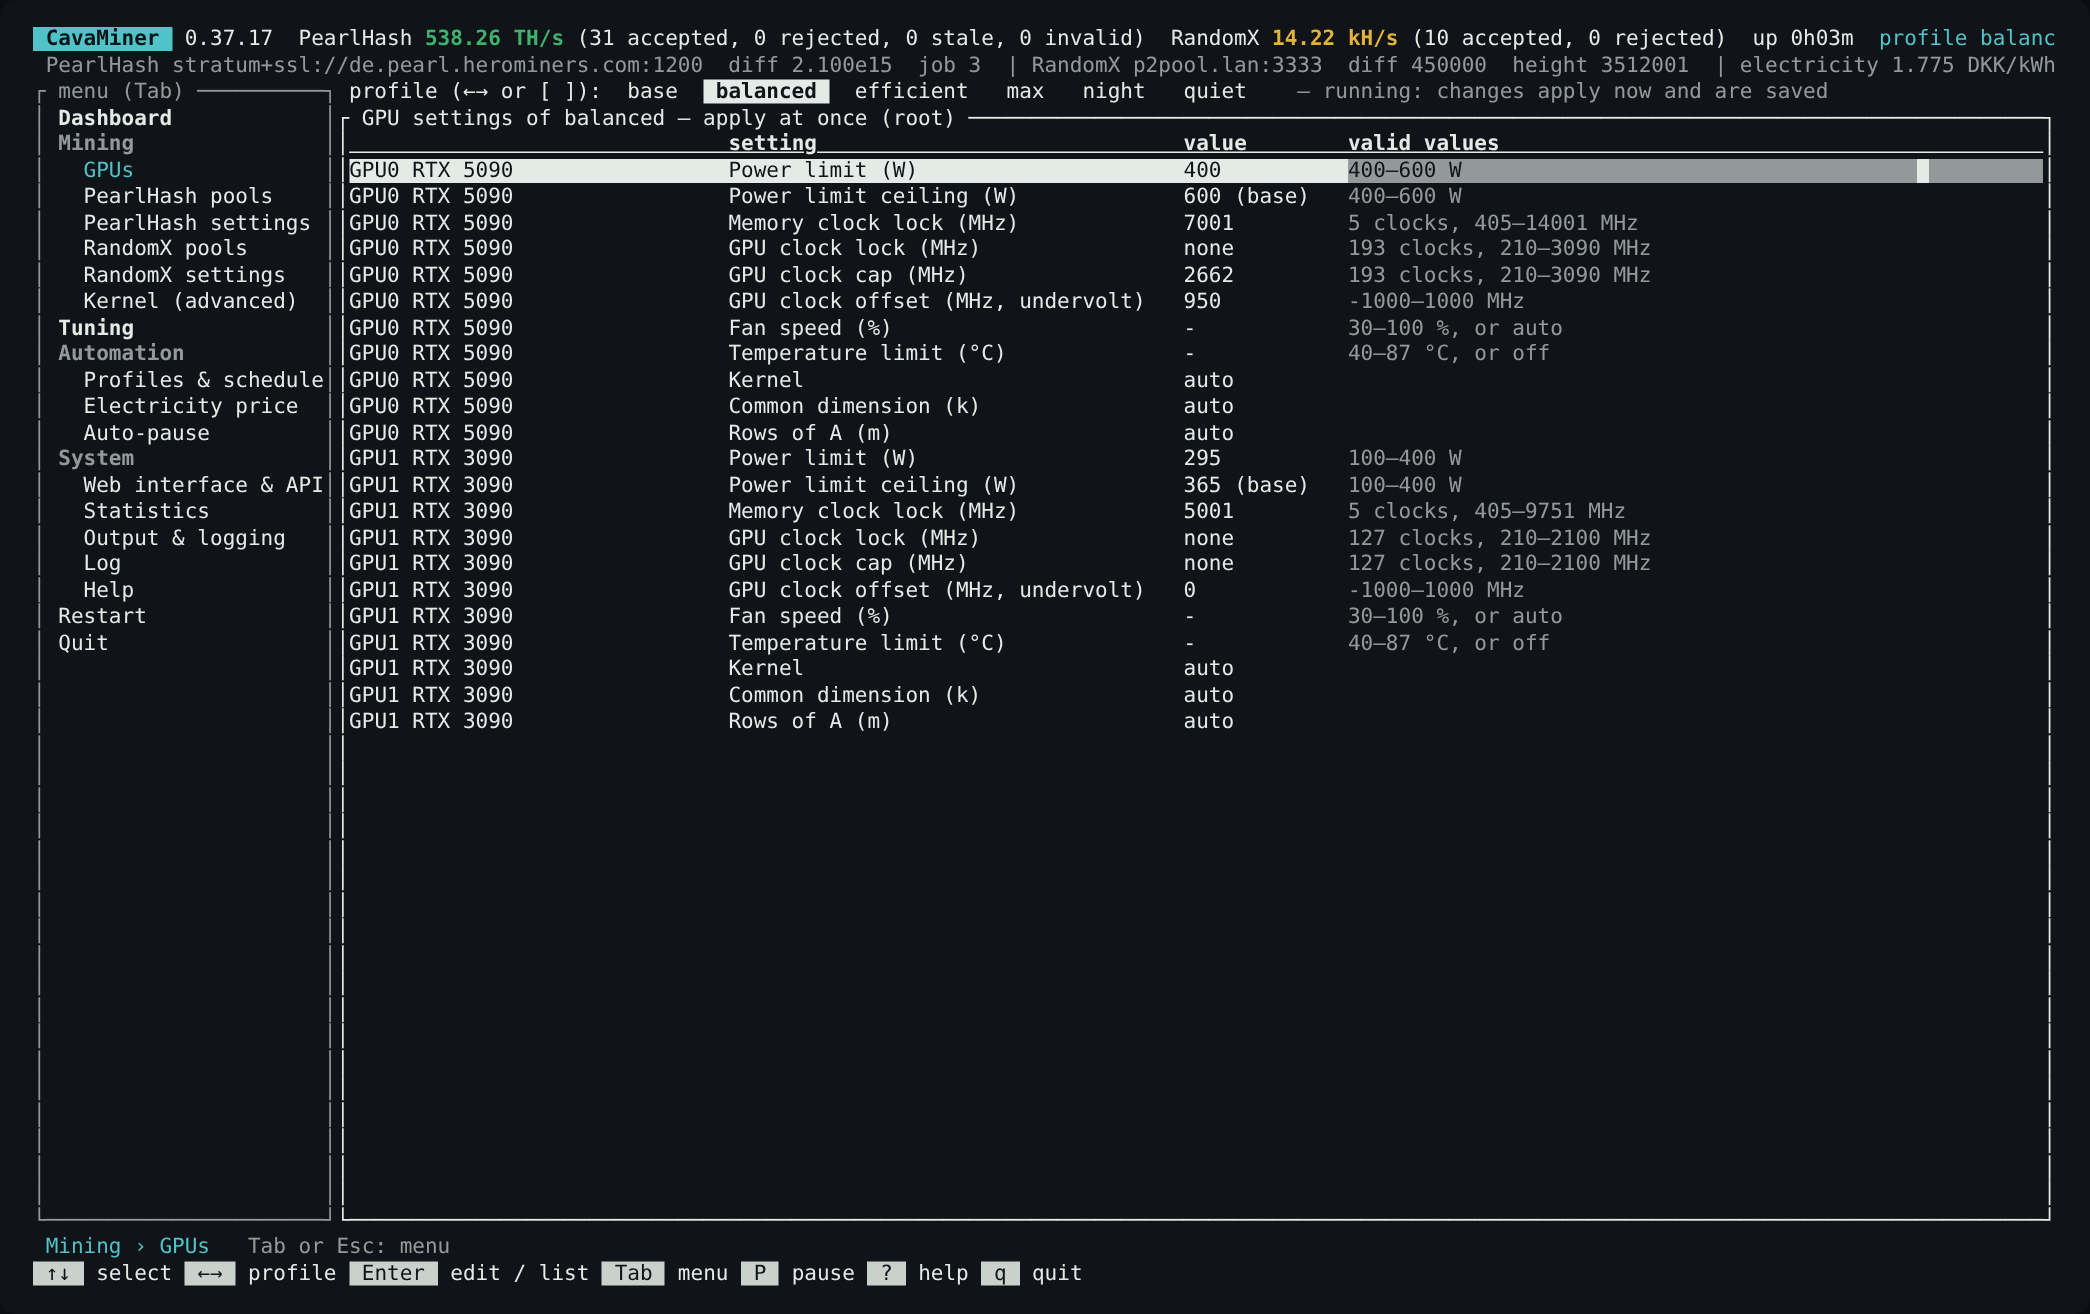 CavaMiner 0.37.17 PearlHash 538.26 TH/s (31 accepted, 0 rejected, 0 stale, 0 invalid) RandomX 14.22 kH/s (10 accepted, 0 rejected) up 0h03m profile balanc
PearlHash stratum+ssl://de.pearl.herominers.com:1200 diff 2.100e15 job 3 | RandomX p2pool.lan:3333 diff 450000 height 3512001 | electricity 1.775 DKK/kWh
menu (Tab)
Dashboard
Mining
GPUs
PearlHash pools
PearlHash settings
RandomX pools
RandomX settings
Kernel (advanced)
Tuning
Automation
Profiles & schedule
Electricity price
Auto-pause
System
Web interface & API
Statistics
Output & logging
Log
Help
Restart
Quit
profile (←→ or [ ]): base balanced efficient max night quiet — running: changes apply now and are saved
GPU settings of balanced — apply at once (root)
setting value valid values
GPU0 RTX 5090 Power limit (W) 400 400–600 W
GPU0 RTX 5090 Power limit ceiling (W) 600 (base) 400–600 W
GPU0 RTX 5090 Memory clock lock (MHz) 7001 5 clocks, 405–14001 MHz
GPU0 RTX 5090 GPU clock lock (MHz) none 193 clocks, 210–3090 MHz
GPU0 RTX 5090 GPU clock cap (MHz) 2662 193 clocks, 210–3090 MHz
GPU0 RTX 5090 GPU clock offset (MHz, undervolt) 950 -1000–1000 MHz
GPU0 RTX 5090 Fan speed (%) - 30–100 %, or auto
GPU0 RTX 5090 Temperature limit (°C) - 40–87 °C, or off
GPU0 RTX 5090 Kernel auto
GPU0 RTX 5090 Common dimension (k) auto
GPU0 RTX 5090 Rows of A (m) auto
GPU1 RTX 3090 Power limit (W) 295 100–400 W
GPU1 RTX 3090 Power limit ceiling (W) 365 (base) 100–400 W
GPU1 RTX 3090 Memory clock lock (MHz) 5001 5 clocks, 405–9751 MHz
GPU1 RTX 3090 GPU clock lock (MHz) none 127 clocks, 210–2100 MHz
GPU1 RTX 3090 GPU clock cap (MHz) none 127 clocks, 210–2100 MHz
GPU1 RTX 3090 GPU clock offset (MHz, undervolt) 0 -1000–1000 MHz
GPU1 RTX 3090 Fan speed (%) - 30–100 %, or auto
GPU1 RTX 3090 Temperature limit (°C) - 40–87 °C, or off
GPU1 RTX 3090 Kernel auto
GPU1 RTX 3090 Common dimension (k) auto
GPU1 RTX 3090 Rows of A (m) auto
Mining › GPUs Tab or Esc: menu
↑↓ select ←→ profile Enter edit / list Tab menu P pause ? help q quit